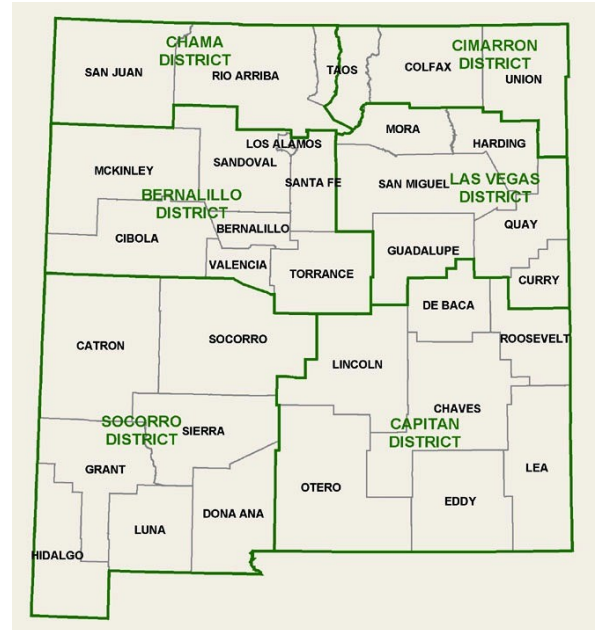 CHAMA
DISTRICT
CIMARRON
DISTRICT
SAN JUAN
RIO ARRIBA
TAOS
COLFAX
UNION
MORA
HARDING
LOS ALAMOS
SANDOVAL
MCKINLEY
SANTA FE
SAN MIGUEL
LAS VEGAS
DISTRICT
BERNALILLO
DISTRICT
QUAY
BERNALILLO
CIBOLA
GUADALUPE
VALENCIA
TORRANCE
CURRY
DE BACA
SOCORRO
ROOSEVELT
CATRON
LINCOLN
CHAVES
SOCORRO
DISTRICT
SIERRA
CAPITAN
DISTRICT
GRANT
LEA
OTERO
EDDY
DONA ANA
LUNA
HIDALGO